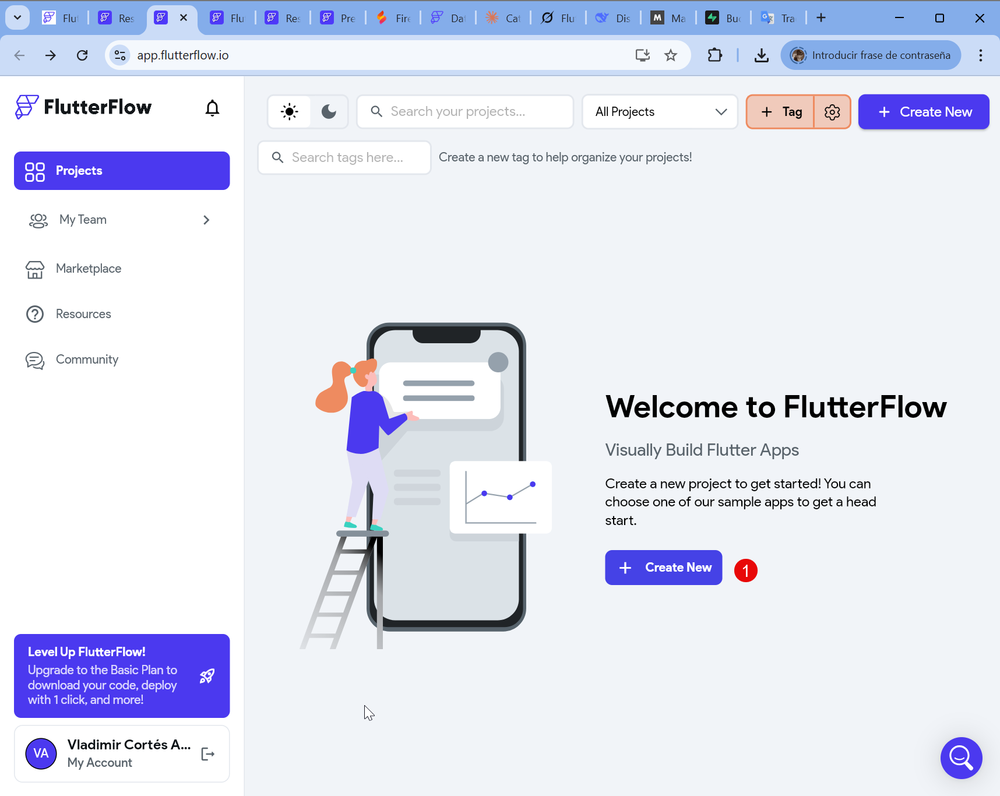 Flut
Res
Flu
Res
Pre
Fire
Dat
Cat
Flu
Dis
M
Ma
Buc
G
Tra
app.flutterflow.io
Introducir frase de contraseña
FlutterFlow
Search your projects...
All Projects
+ Tag
+ Create New
Search tags here...
Create a new tag to help organize your projects!
Projects
My Team
Marketplace
Resources
Community
Welcome to FlutterFlow
Visually Build Flutter Apps
Create a new project to get started! You can
choose one of our sample apps to get a head
start.
+ Create New
1
Level Up FlutterFlow!
Upgrade to the Basic Plan to
download your code, deploy
with 1 click, and more!
VA
Vladimir Cortés A...
My Account